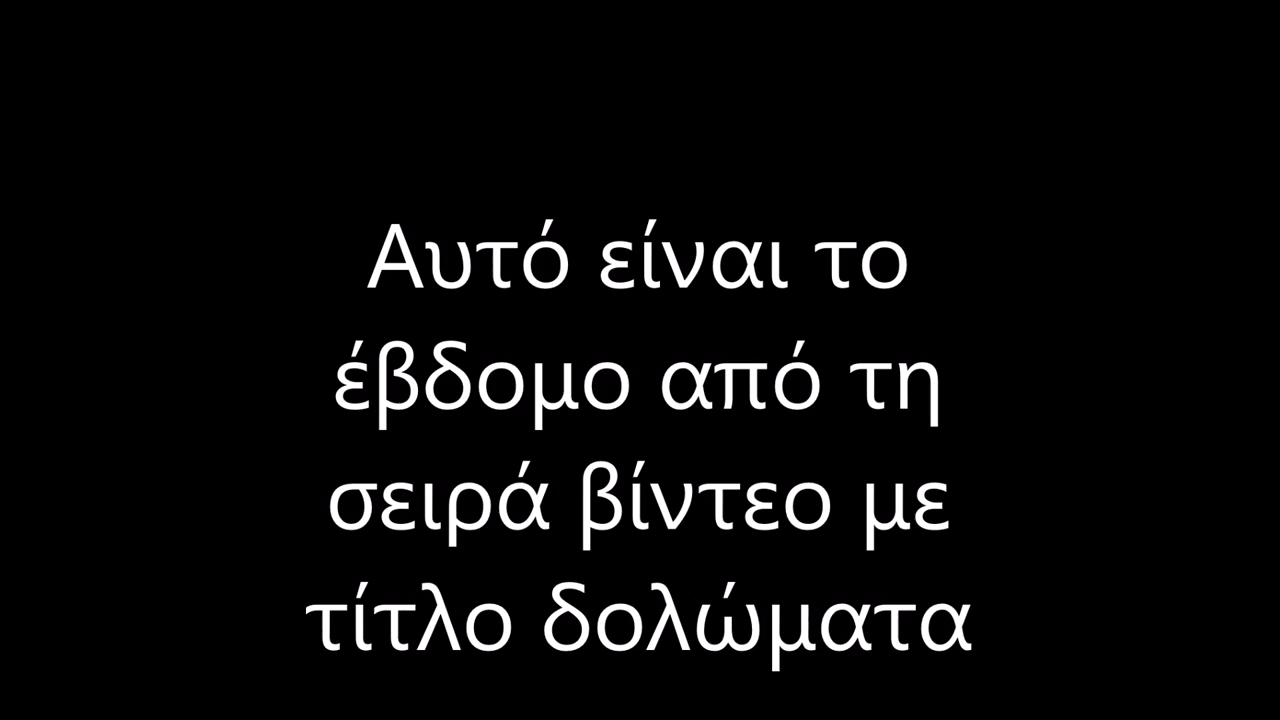 Αυτό είναι το
έβδομο από τη
σειρά βίντεο με
τίτλο δολώματα